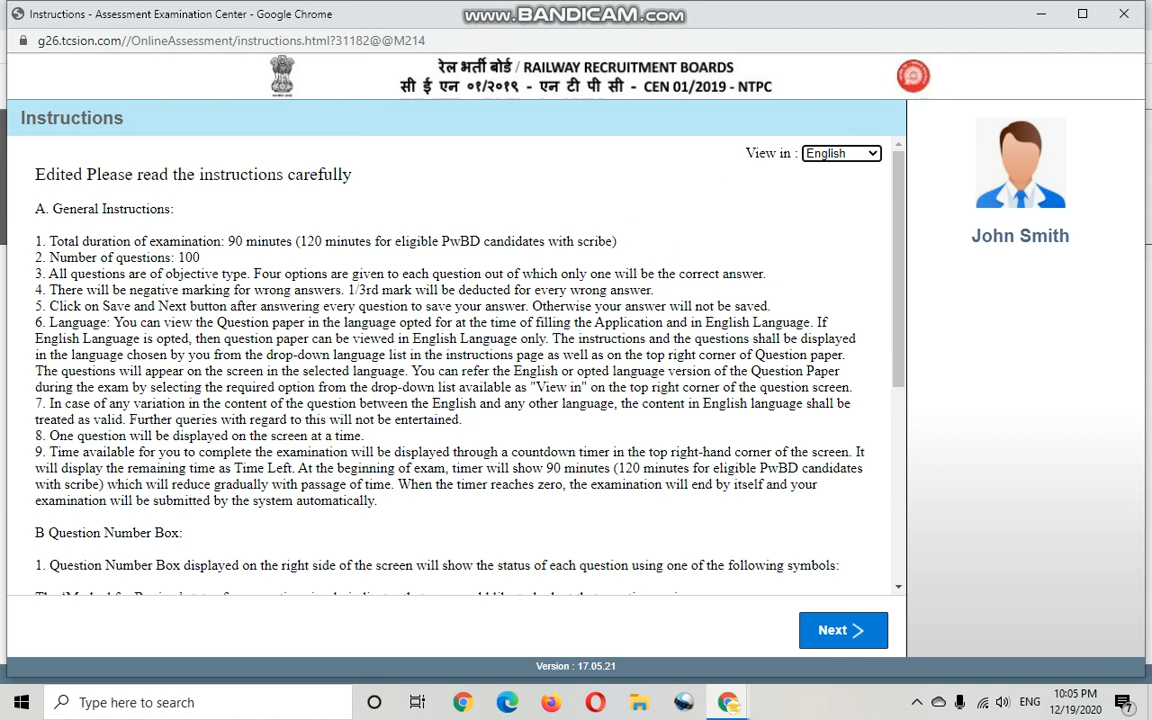 Instructions - Assessment Examination Center - Google Chrome
www.BANDICAM.com
g26.tcsion.com//OnlineAssessment/instructions.html?31182@@M214
रेल भर्ती बोर्ड / RAILWAY RECRUITMENT BOARDS
सी ई एन ०१/२०१९ - एन टी पी सी - CEN 01/2019 - NTPC
Instructions
View in : English
John Smith
Edited Please read the instructions carefully
A. General Instructions:
1. Total duration of examination: 90 minutes (120 minutes for eligible PwBD candidates with scribe)
2. Number of questions: 100
3. All questions are of objective type. Four options are given to each question out of which only one will be the correct answer.
4. There will be negative marking for wrong answers. 1/3rd mark will be deducted for every wrong answer.
5. Click on Save and Next button after answering every question to save your answer. Otherwise your answer will not be saved.
6. Language: You can view the Question paper in the language opted for at the time of filling the Application and in English Language. If
English Language is opted, then question paper can be viewed in English Language only. The instructions and the questions shall be displayed
in the language chosen by you from the drop-down language list in the instructions page as well as on the top right corner of Question paper.
The questions will appear on the screen in the selected language. You can refer the English or opted language version of the Question Paper
during the exam by selecting the required option from the drop-down list available as "View in" on the top right corner of the question screen.
7. In case of any variation in the content of the question between the English and any other language, the content in English language shall be
treated as valid. Further queries with regard to this will not be entertained.
8. One question will be displayed on the screen at a time.
9. Time available for you to complete the examination will be displayed through a countdown timer in the top right-hand corner of the screen. It
will display the remaining time as Time Left. At the beginning of exam, timer will show 90 minutes (120 minutes for eligible PwBD candidates
with scribe) which will reduce gradually with passage of time. When the timer reaches zero, the examination will end by itself and your
examination will be submitted by the system automatically.
B Question Number Box:
1. Question Number Box displayed on the right side of the screen will show the status of each question using one of the following symbols:
Next
Version : 17.05.21
Type here to search
ENG
10:05 PM
12/19/2020
7